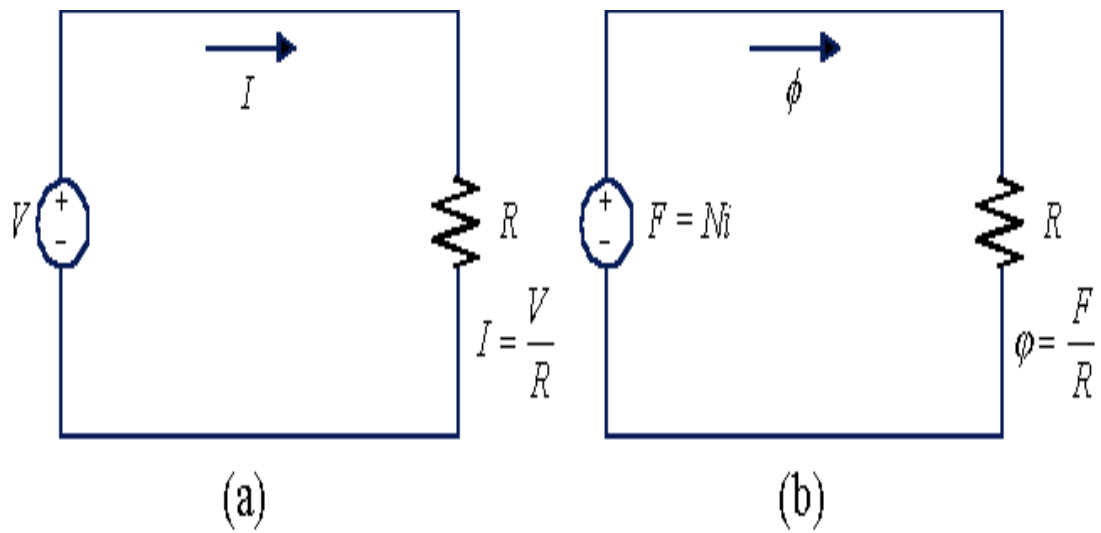 I
V
+
-
R
I = V/R
(a)
ϕ
+
-
F = Ni
R
φ = F/R
(b)